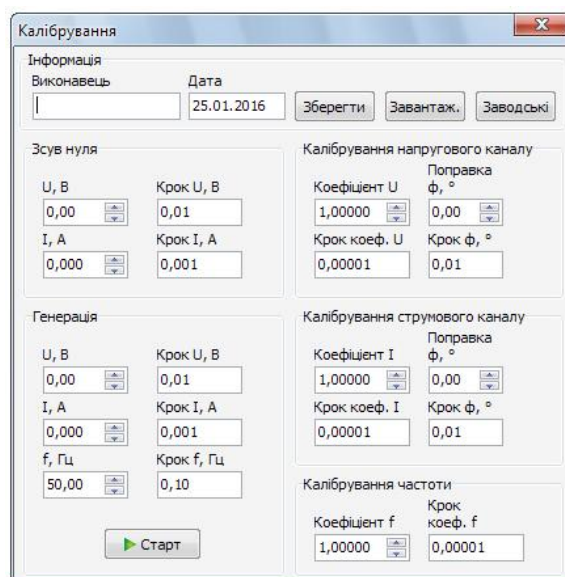 Калібрування
Інформація
Виконавець Дата
25.01.2016 Зберегти Завантаж. Заводські
Зсув нуля
U, В Крок U, В
0,00 0,01
I, А Крок I, А
0,000 0,001
Калібрування напругового каналу
Коефіцієнт U Поправка ф, °
1,00000 0,00
Крок коеф. U Крок ф, °
0,00001 0,01
Генерація
U, В Крок U, В
0,00 0,01
I, А Крок I, А
0,000 0,001
f, Гц Крок f, Гц
50,00 0,10
Старт
Калібрування струмового каналу
Коефіцієнт I Поправка ф, °
1,00000 0,00
Крок коеф. I Крок ф, °
0,00001 0,01
Калібрування частоти
Коефіцієнт f Крок коеф. f
1,00000 0,00001